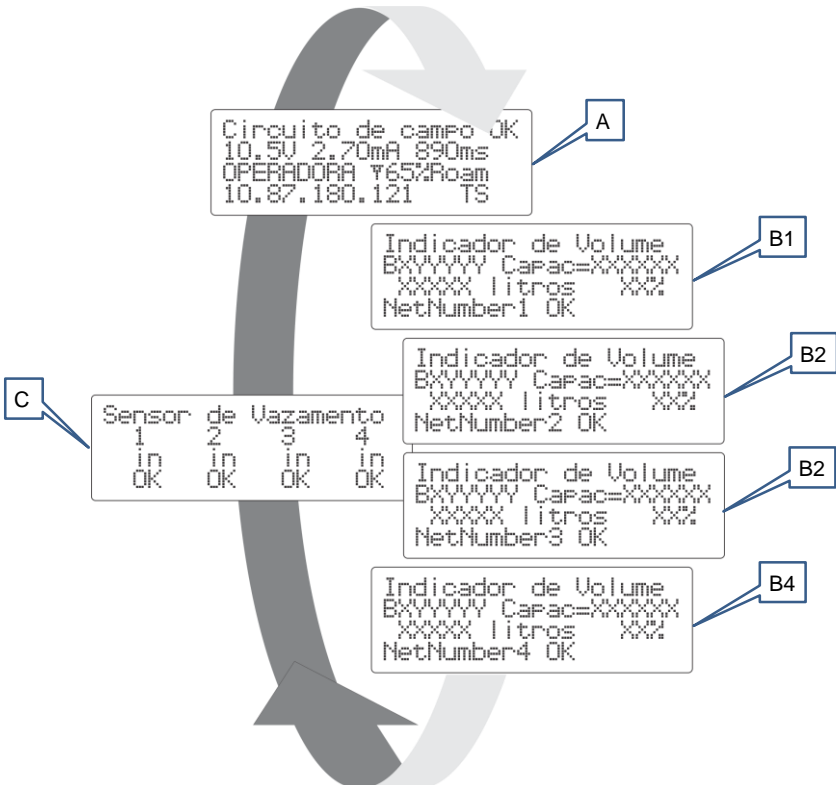 Circuito de campo OK
10.5V 2.70mA 890ms
OPERADORA 65%Roam
10.87.180.121 TS
A
Indicador de Volume
BXYYYYY Capac=XXXXXX
XXXXX litros XX%
NetNumber1 OK
B1
Indicador de Volume
BXYYYYY Capac=XXXXXX
XXXXX litros XX%
NetNumber2 OK
B2
Sensor de Vazamento
1 2 3 4
in in in in
OK OK OK OK
C
Indicador de Volume
BXYYYYY Capac=XXXXXX
XXXXX litros XX%
NetNumber3 OK
B2
Indicador de Volume
BXYYYYY Capac=XXXXXX
XXXXX litros XX%
NetNumber4 OK
B4